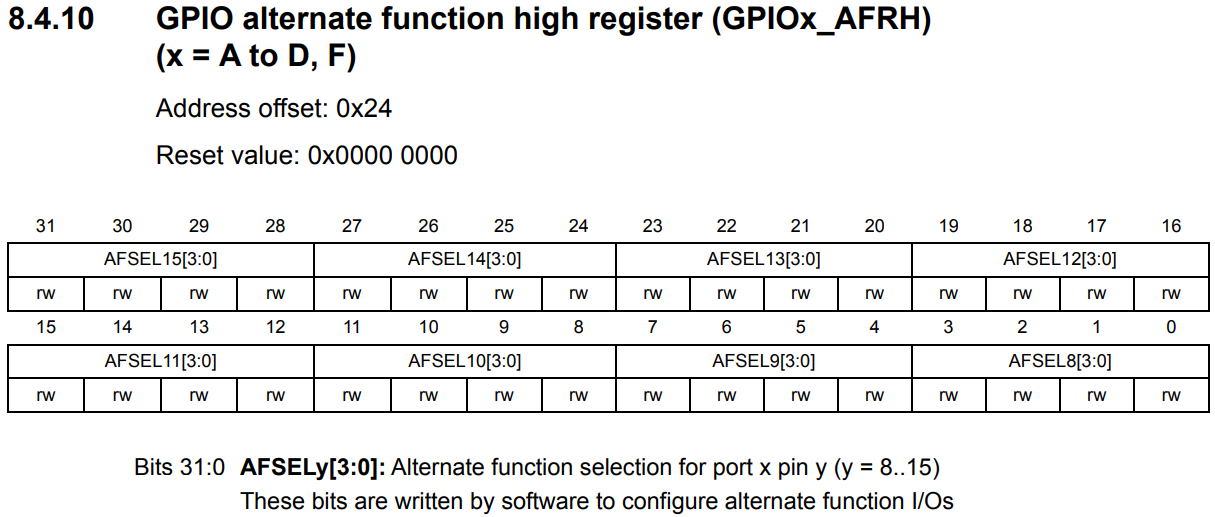 8.4.10 GPIO alternate function high register (GPIOx_AFRH)
(x = A to D, F)
Address offset: 0x24
Reset value: 0x0000 0000
31 30 29 28 27 26 25 24 23 22 21 20 19 18 17 16
AFSEL15[3:0] AFSEL14[3:0] AFSEL13[3:0] AFSEL12[3:0]
rw rw rw rw rw rw rw rw rw rw rw rw rw rw rw rw
15 14 13 12 11 10 9 8 7 6 5 4 3 2 1 0
AFSEL11[3:0] AFSEL10[3:0] AFSEL9[3:0] AFSEL8[3:0]
rw rw rw rw rw rw rw rw rw rw rw rw rw rw rw rw
Bits 31:0 AFSELy[3:0]: Alternate function selection for port x pin y (y = 8..15)
These bits are written by software to configure alternate function I/Os